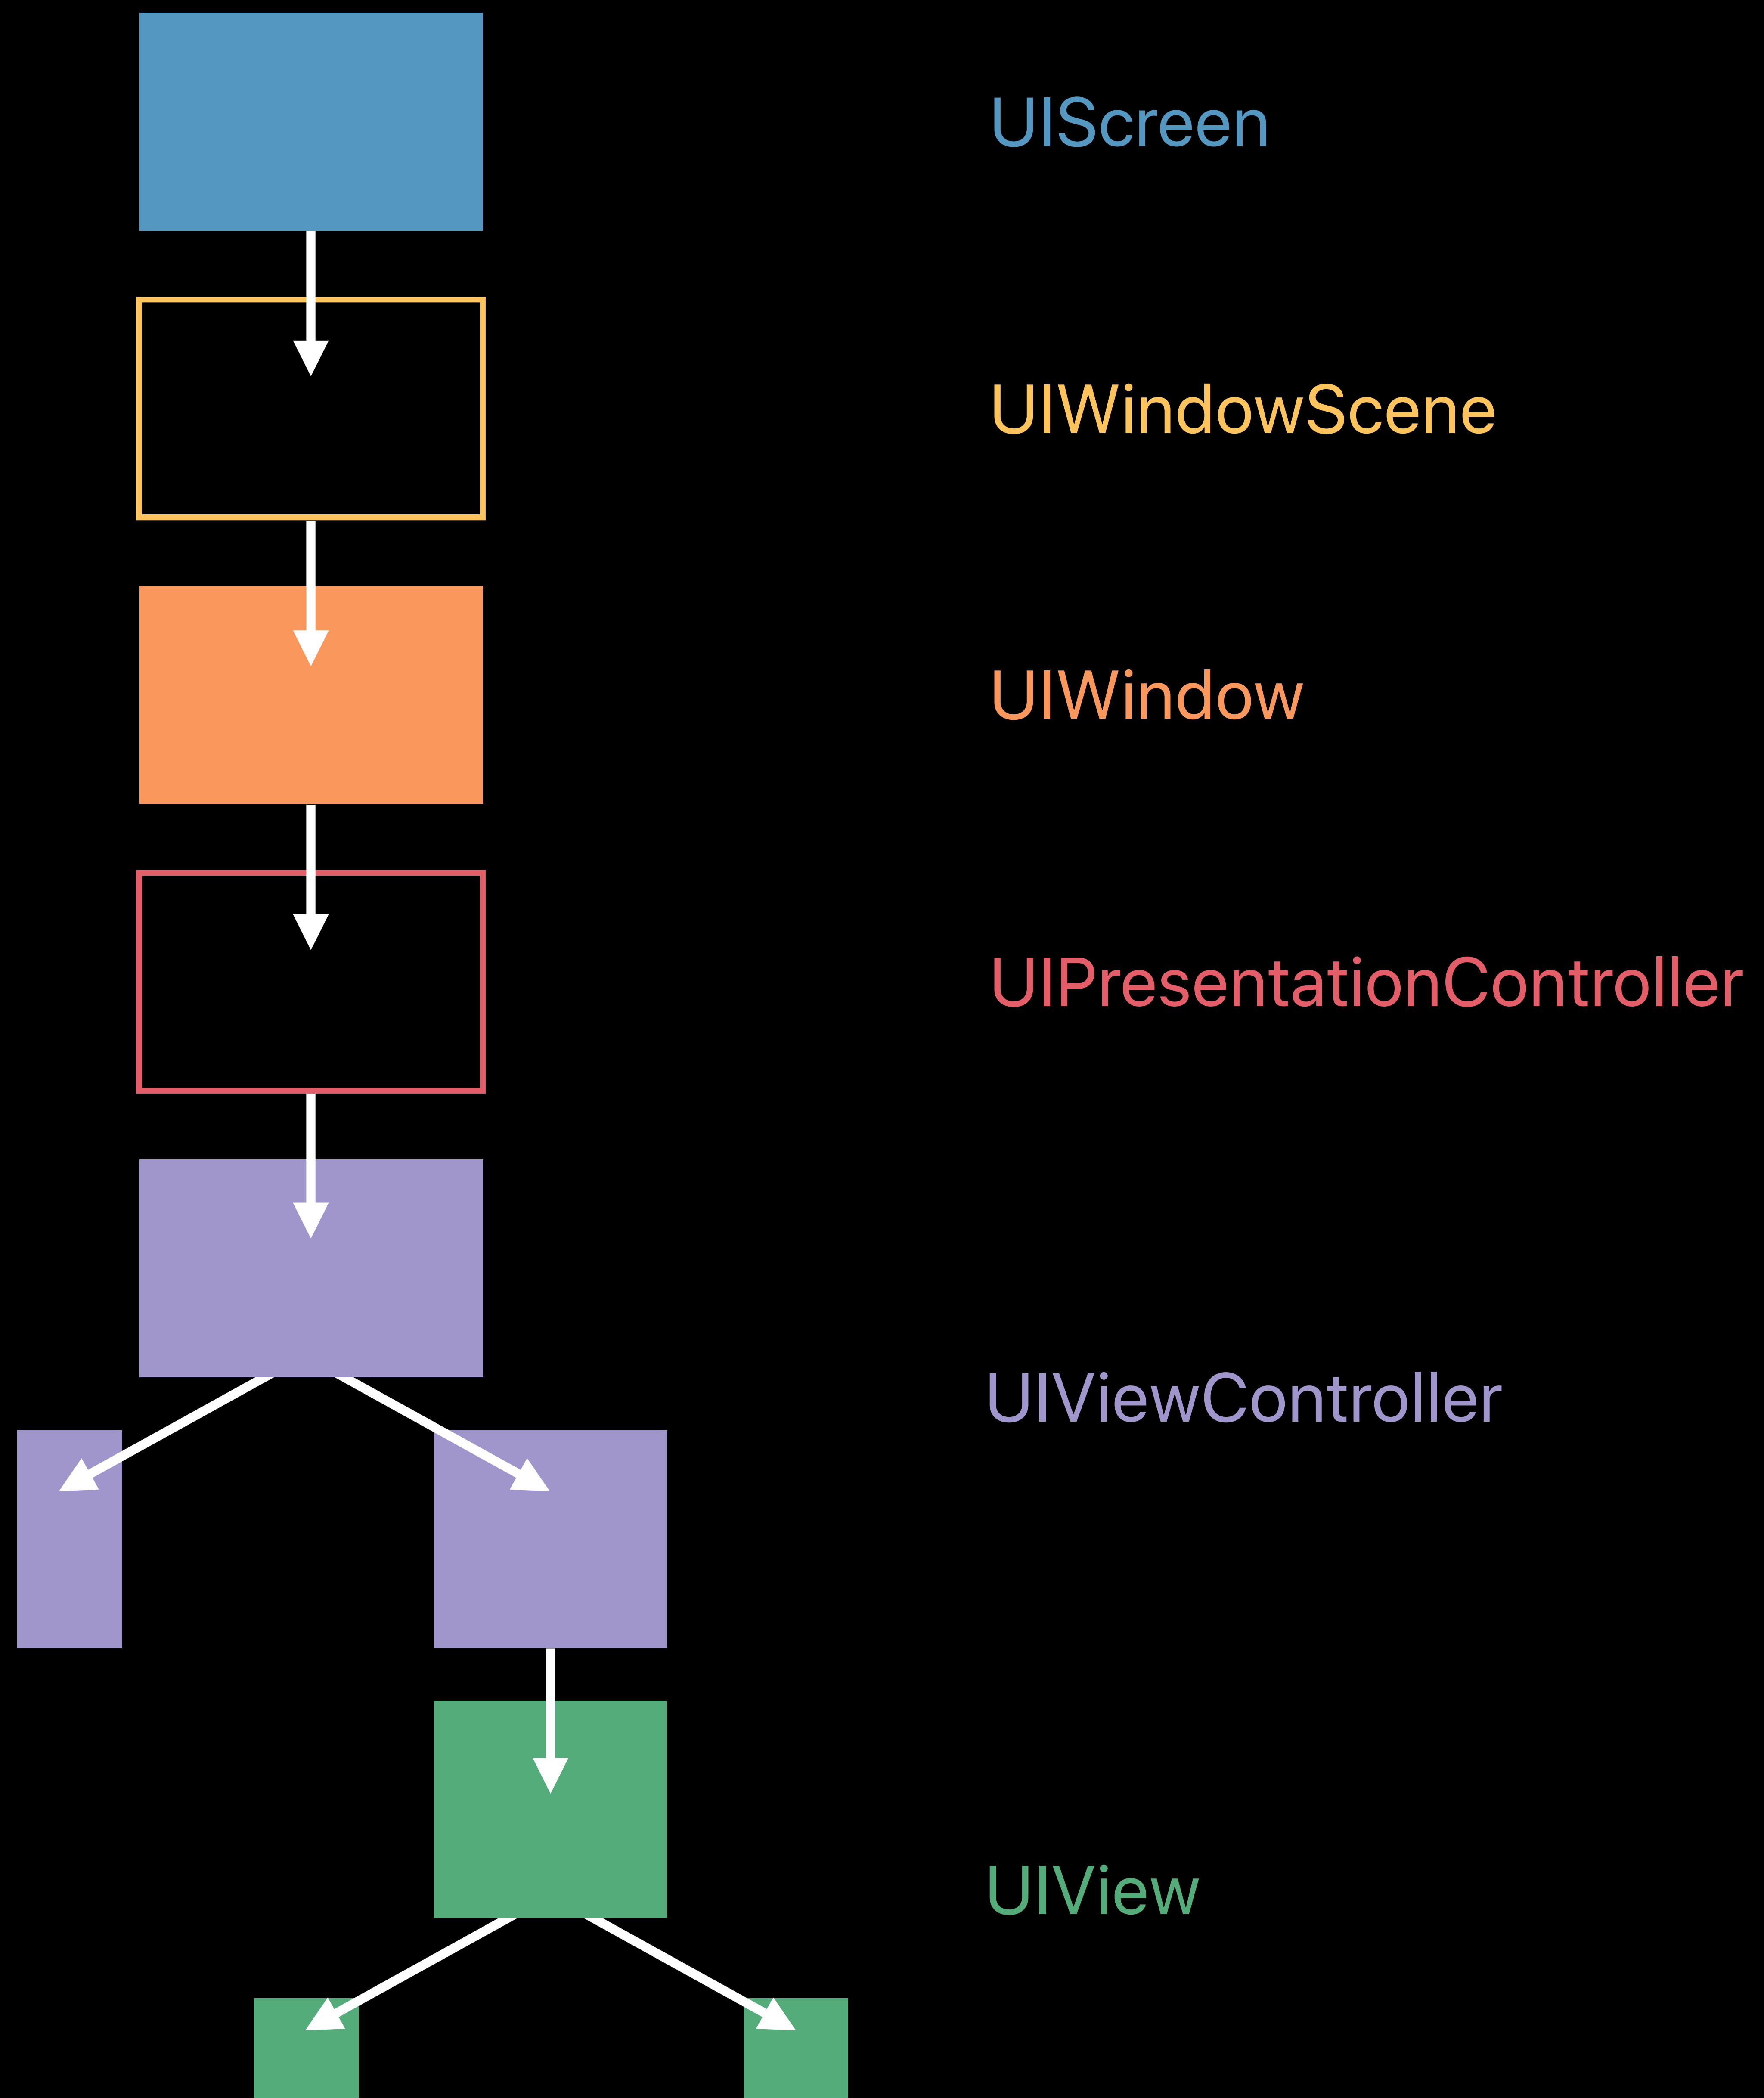 UIScreen
UIWindowScene
UIWindow
UIPresentationController
UIViewController
UIView